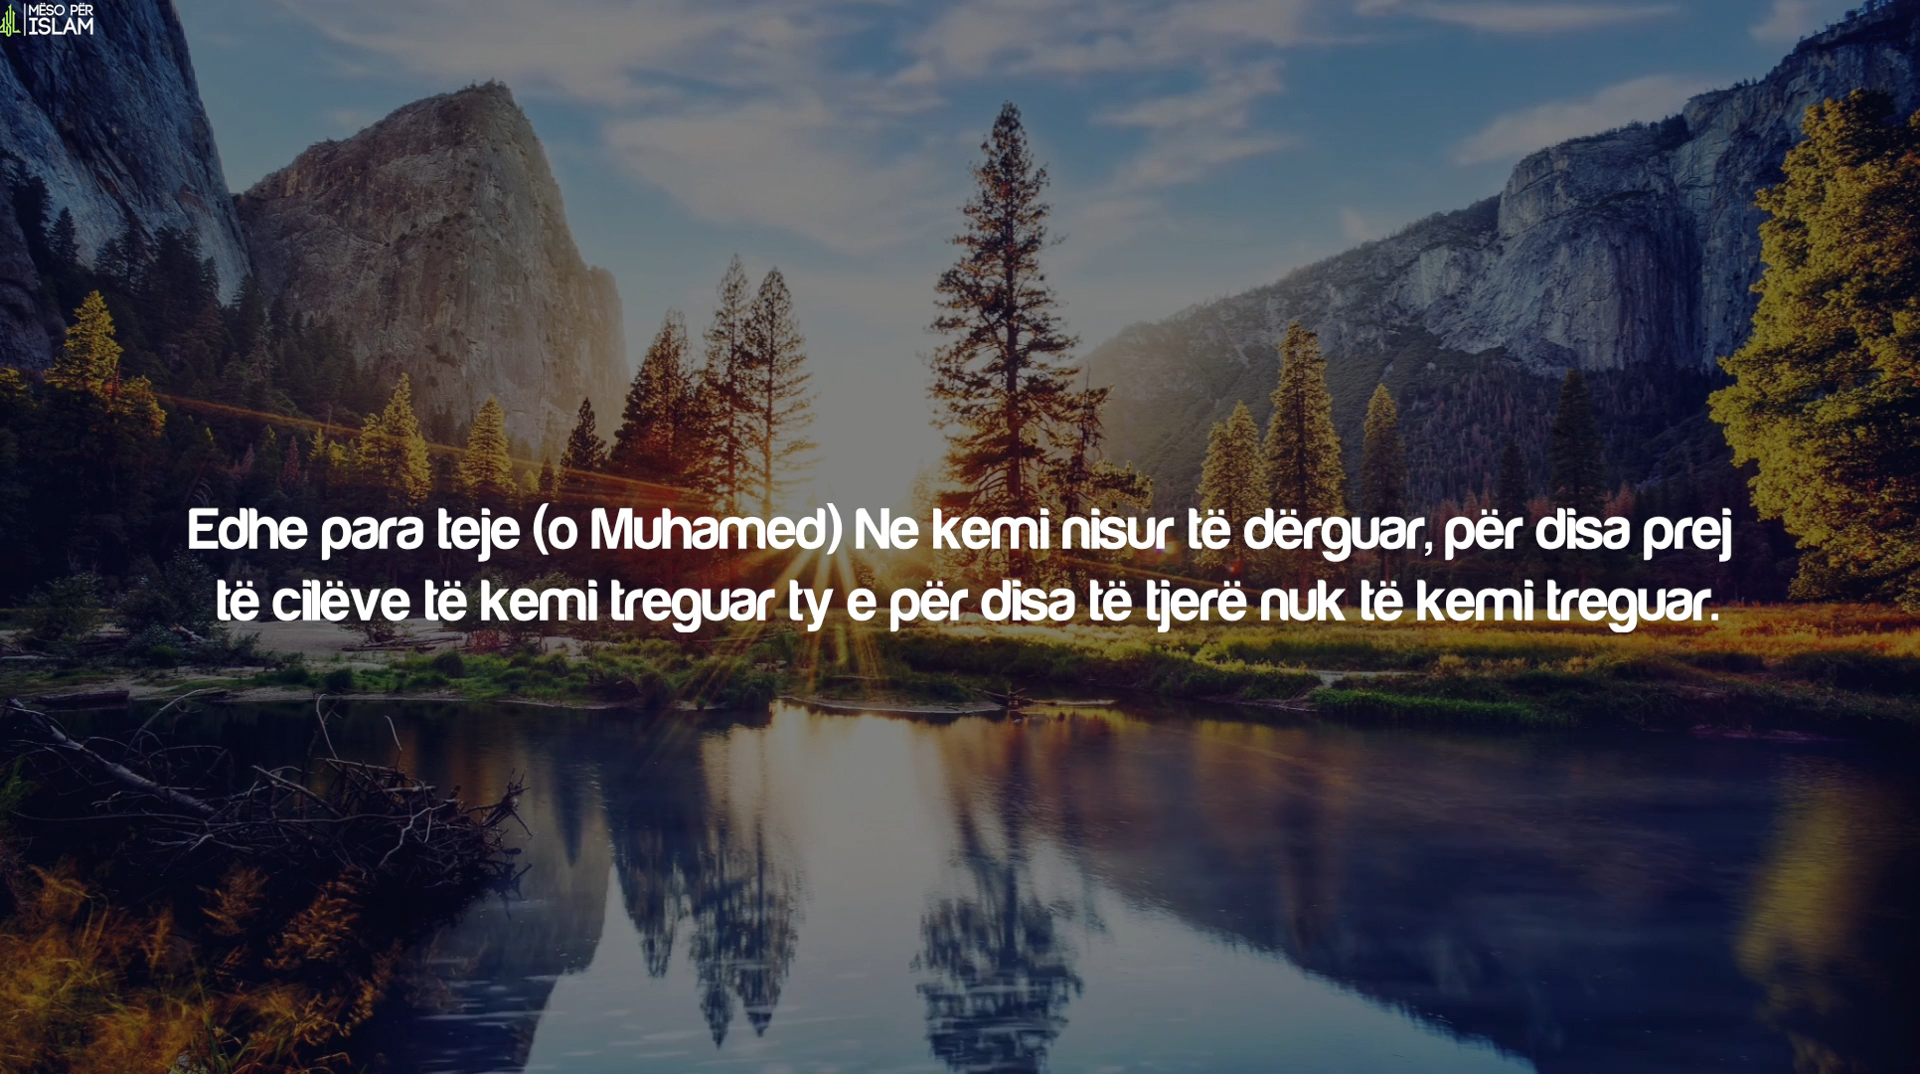 MËSO PËR
ISLAM
Edhe para teje (o Muhamed) Ne kemi nisur të dërguar, për disa prej
të cilëve të kemi treguar ty e për disa të tjerë nuk të kemi treguar.